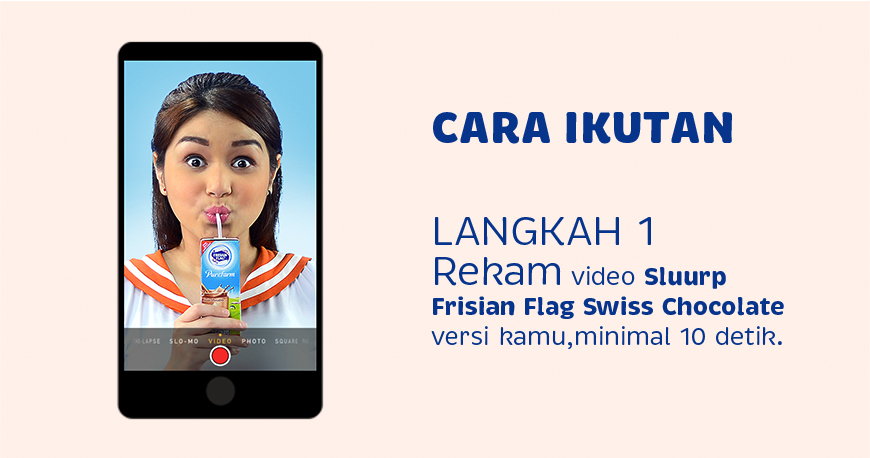 CARA IKUTAN
LANGKAH 1
Rekam video Sluurp
Frisian Flag Swiss Chocolate
versi kamu,minimal 10 detik.
Purefarm
SLO-MO VIDEO PHOTO SQUARE